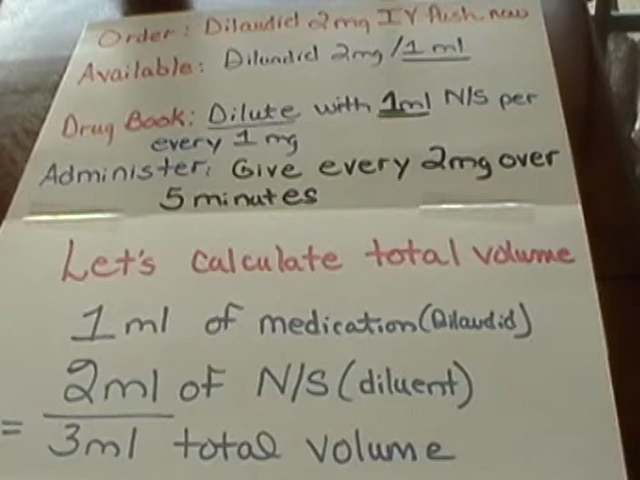 Order: Dilaudid 2mg IV Push now
Available: Dilaudid 2mg/1ml
Drug Book: Dilute with 1ml N/S per
every 1 mg
Administer: Give every 2mg over
5 minutes
Let's calculate total volume
1ml of medication(Dilaudid)
2ml of N/S (diluent)
= 3ml total volume